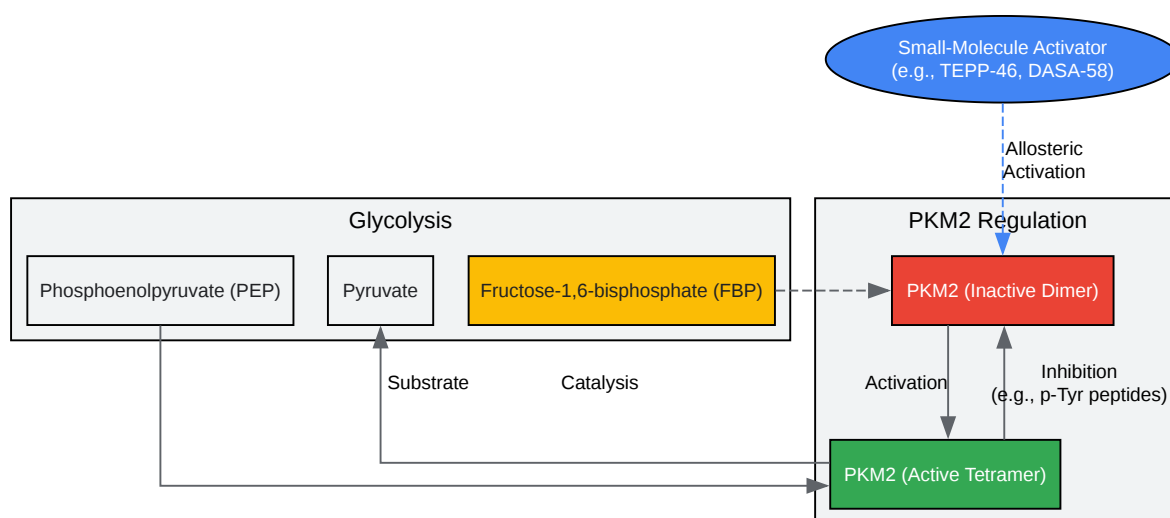 Small-Molecule Activator
(e.g., TEPP-46, DASA-58)
Allosteric
Activation
Glycolysis
PKM2 Regulation
Phosphoenolpyruvate (PEP)
Pyruvate
Fructose-1,6-bisphosphate (FBP)
PKM2 (Inactive Dimer)
Substrate
Catalysis
Activation
Inhibition
(e.g., p-Tyr peptides)
PKM2 (Active Tetramer)